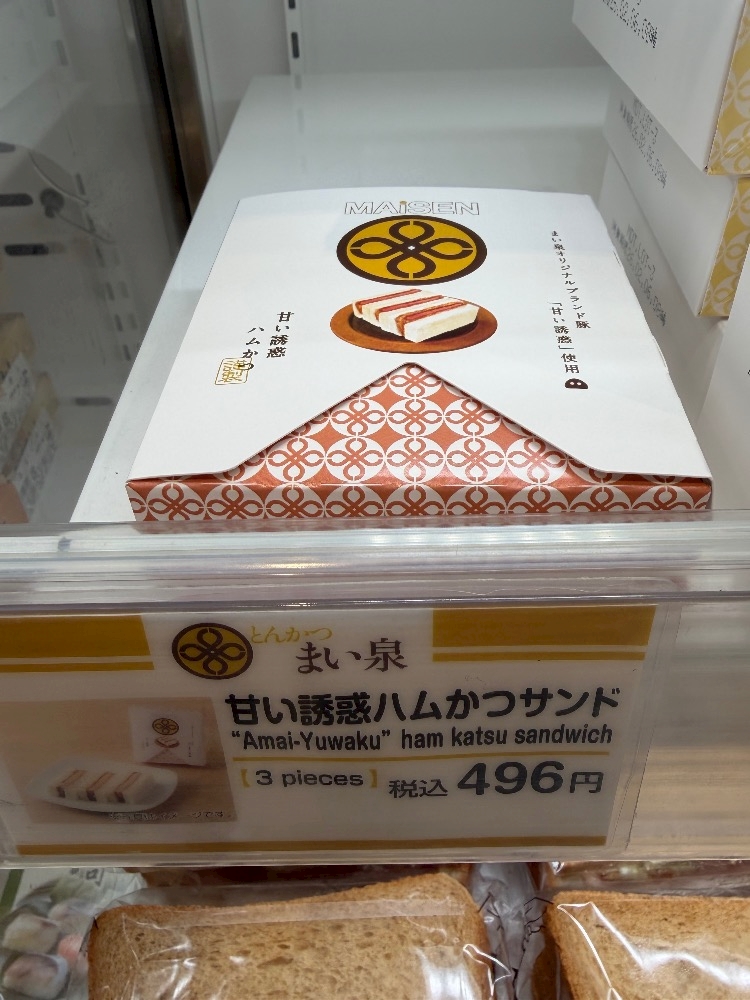 MAiSEN
まい泉オリジナルブランド豚
「甘い誘惑」使用
甘い誘惑
ハムかつ
とんかつ
まい泉
甘い誘惑ハムかつサンド
"Amai-Yuwaku" ham katsu sandwich
【3 pieces】
税込 496円